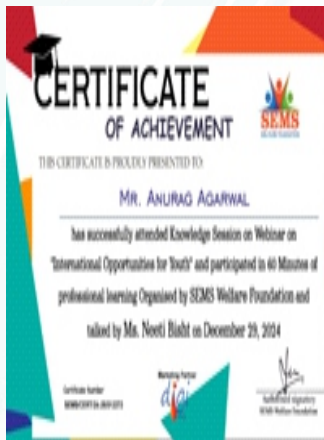 CERTIFICATE
OF ACHIEVEMENT
SEMS
THIS CERTIFICATE IS PROUDLY PRESENTED TO:
MR. ANURAG AGARWAL
has successfully attended Knowledge Session on Webinar on
"International Opportunities for Youth" and participated in 60 Minutes of
professional learning Organised by SEMS Welfare Foundation and
talked by Ms. Neeti Bisht on December 29, 2024
Marketing Partner
digi
Certificate Number
Authorised signatory
SEMS Welfare Foundation